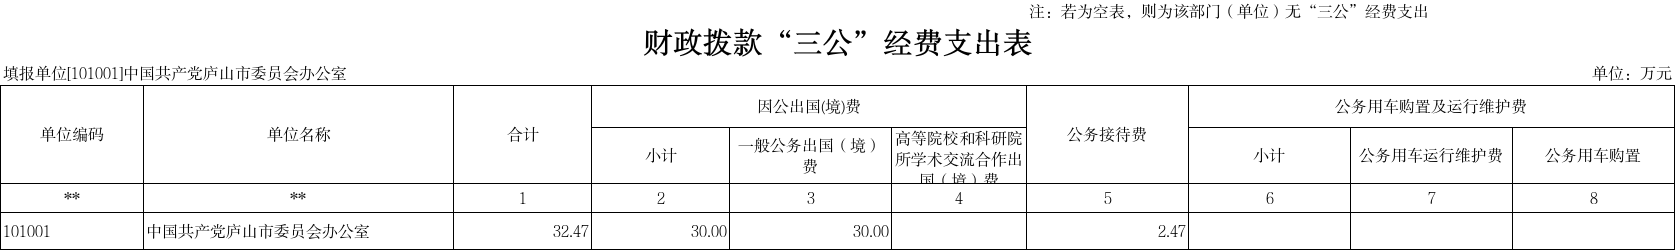 注：若为空表，则为该部门（单位）无“三公”经费支出
财政拨款“三公”经费支出表
填报单位[101001]中国共产党庐山市委员会办公室 单位：万元
单位编码 单位名称 合计 因公出国(境)费 公务接待费 公务用车购置及运行维护费
小计 一般公务出国（境）费 高等院校和科研院所学术交流合作出国（境）费 小计 公务用车运行维护费 公务用车购置
** ** 1 2 3 4 5 6 7 8
101001 中国共产党庐山市委员会办公室 32.47 30.00 30.00 2.47